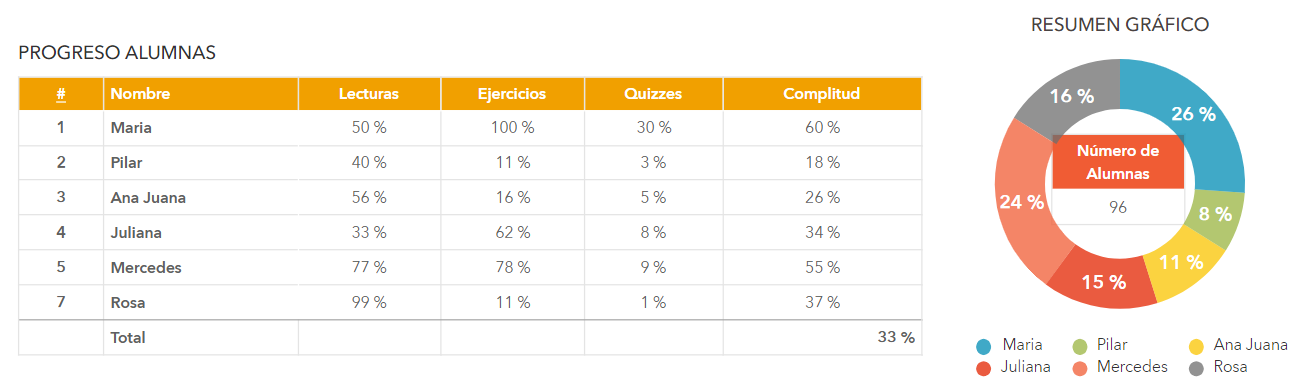 PROGRESO ALUMNAS
# Nombre Lecturas Ejercicios Quizzes Complitud
1 Maria 50 % 100 % 30 % 60 %
2 Pilar 40 % 11 % 3 % 18 %
3 Ana Juana 56 % 16 % 5 % 26 %
4 Juliana 33 % 62 % 8 % 34 %
5 Mercedes 77 % 78 % 9 % 55 %
7 Rosa 99 % 11 % 1 % 37 %
Total 33 %
RESUMEN GRÁFICO
16 %
26 %
Número de
Alumnas
96
24 %
8 %
11 %
15 %
Maria Pilar Ana Juana
Juliana Mercedes Rosa